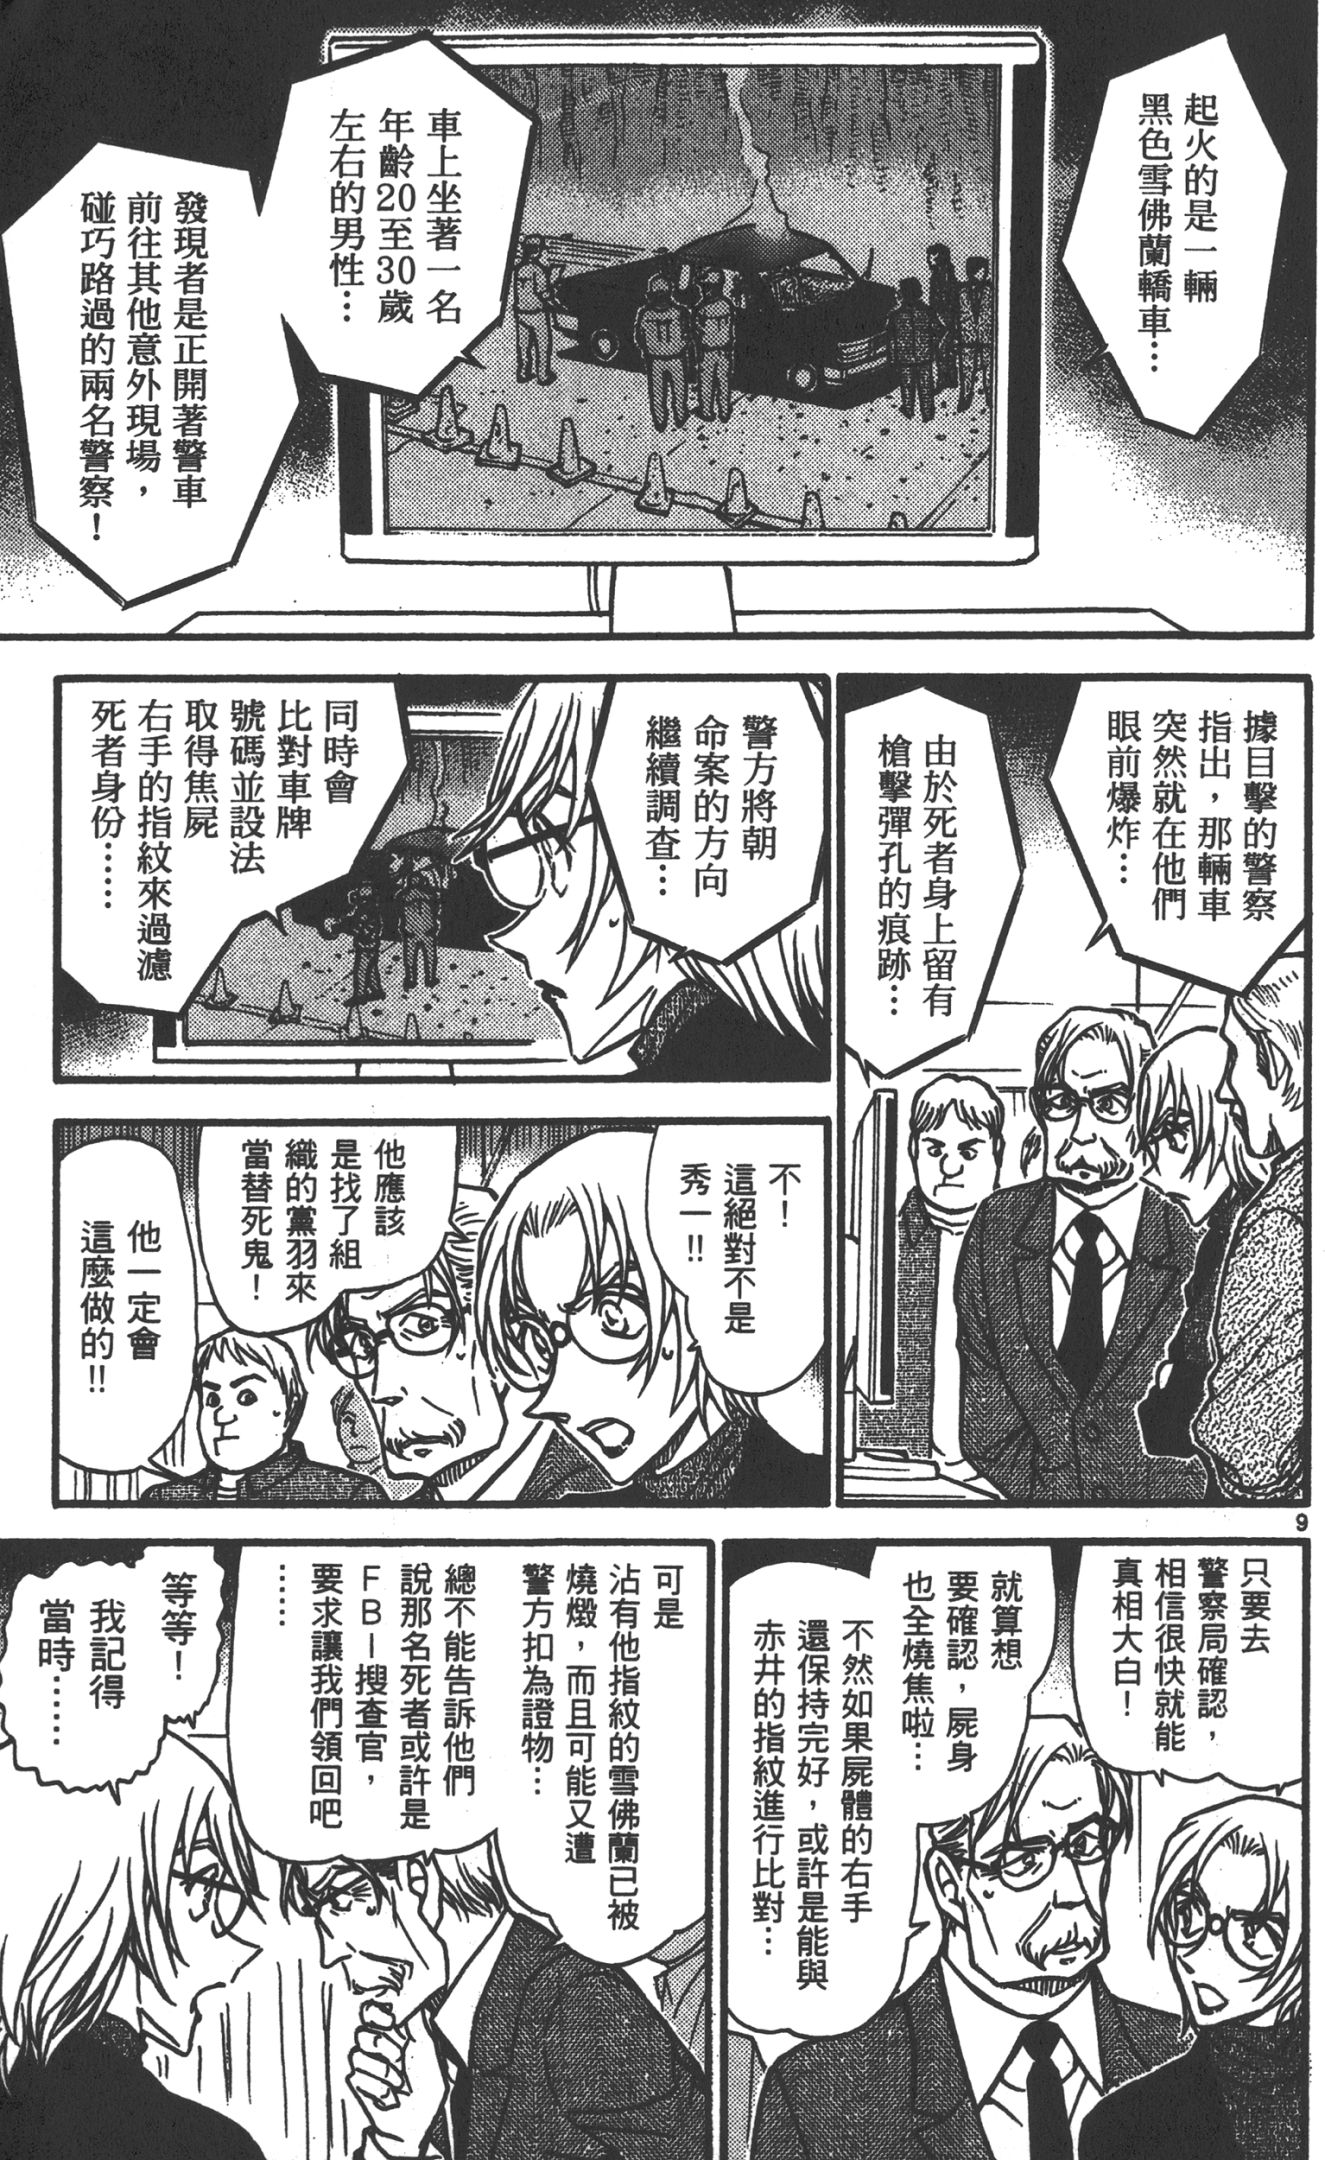 起火的是一輛
黑色雪佛蘭轎車…
車上坐著一名
年齡20至30歲
左右的男性…
發現者是正開著警車
前往其他意外現場，
碰巧路過的兩名警察！
據目擊的警察
指出，那輛車
突然就在他們
眼前爆炸…
由於死者身上留有
槍擊彈孔的痕跡…
警方將朝
命案的方向
繼續調查…
同時會
比對車牌
號碼並設法
取得焦屍
右手的指紋來過濾
死者身份……
不！
這絕對不是
秀一！！
他應該
是找了組
織的黨羽來
當替死鬼！
他一定會
這麼做的！！
9
只要去
警察局確認，
相信很快就能
真相大白！
就算想
要確認，屍身
也全燒焦啦…
不然如果屍體的右手
還保持完好，或許是能與
赤井的指紋進行比對…
可是
沾有他指紋的雪佛蘭已被
燒燬，而且可能又遭
警方扣為證物…
總不能告訴他們
說那名死者或許是
FBI搜查官，
要求讓我們領回吧
……
等等！
我記得
當時……